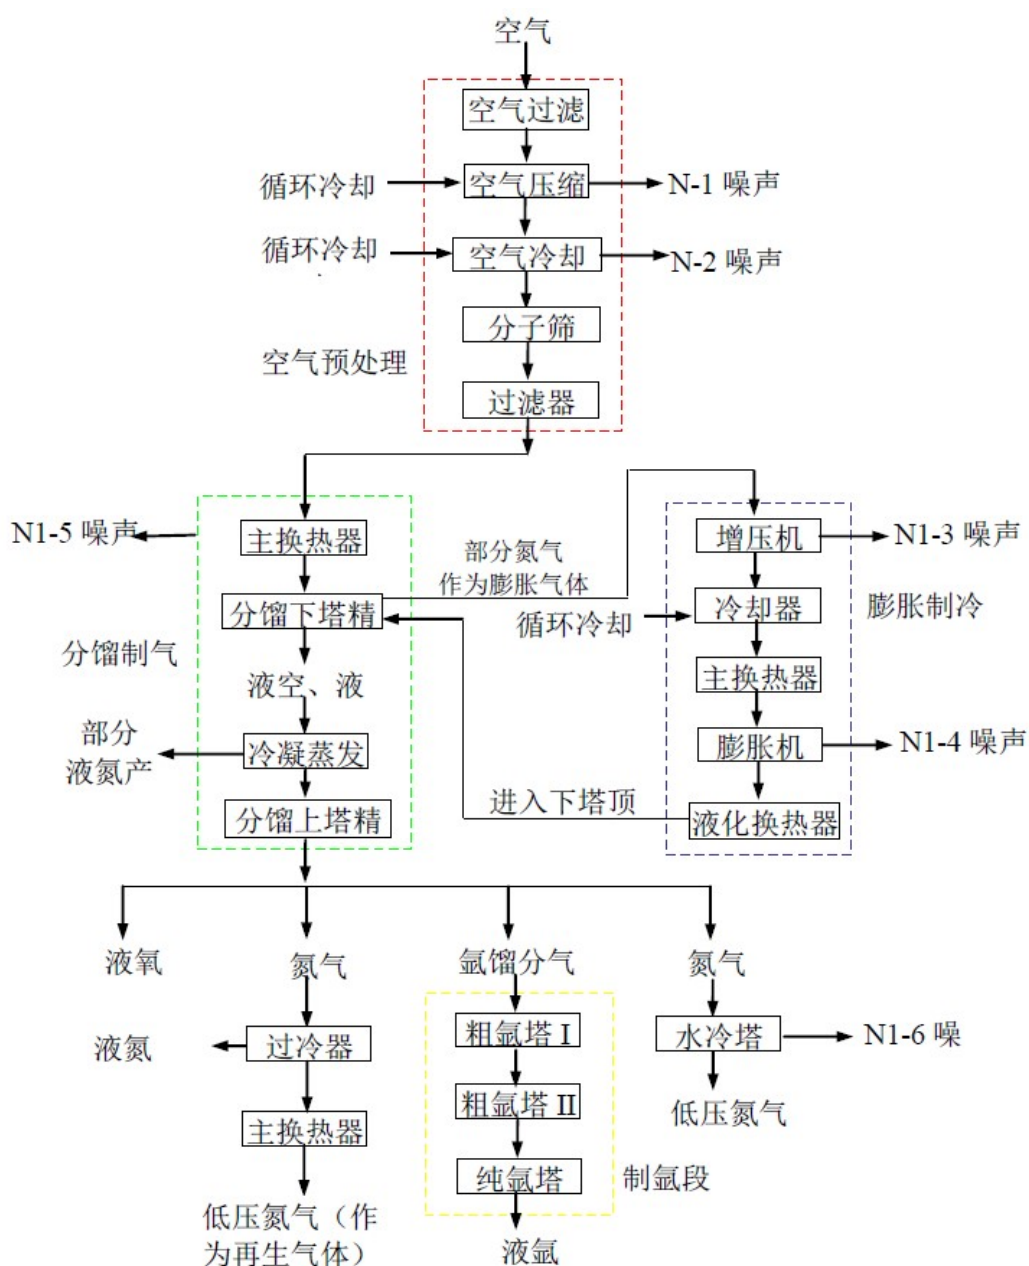 空气
空气过滤
循环冷却
空气压缩
N-1 噪声
循环冷却
空气冷却
N-2 噪声
分子筛
空气预处理
过滤器
N1-5 噪声
主换热器
部分氮气
作为膨胀气体
增压机
N1-3 噪声
分馏下塔精
循环冷却
冷却器
膨胀制冷
分馏制气
液空、液
主换热器
部分
液氮产
冷凝蒸发
膨胀机
N1-4 噪声
分馏上塔精
进入下塔顶
液化换热器
液氧
氮气
氩馏分气
氮气
液氮
过冷器
粗氩塔 I
水冷塔
N1-6 噪
主换热器
粗氩塔 II
低压氮气
纯氩塔
制氩段
低压氮气（作
为再生气体）
液氩